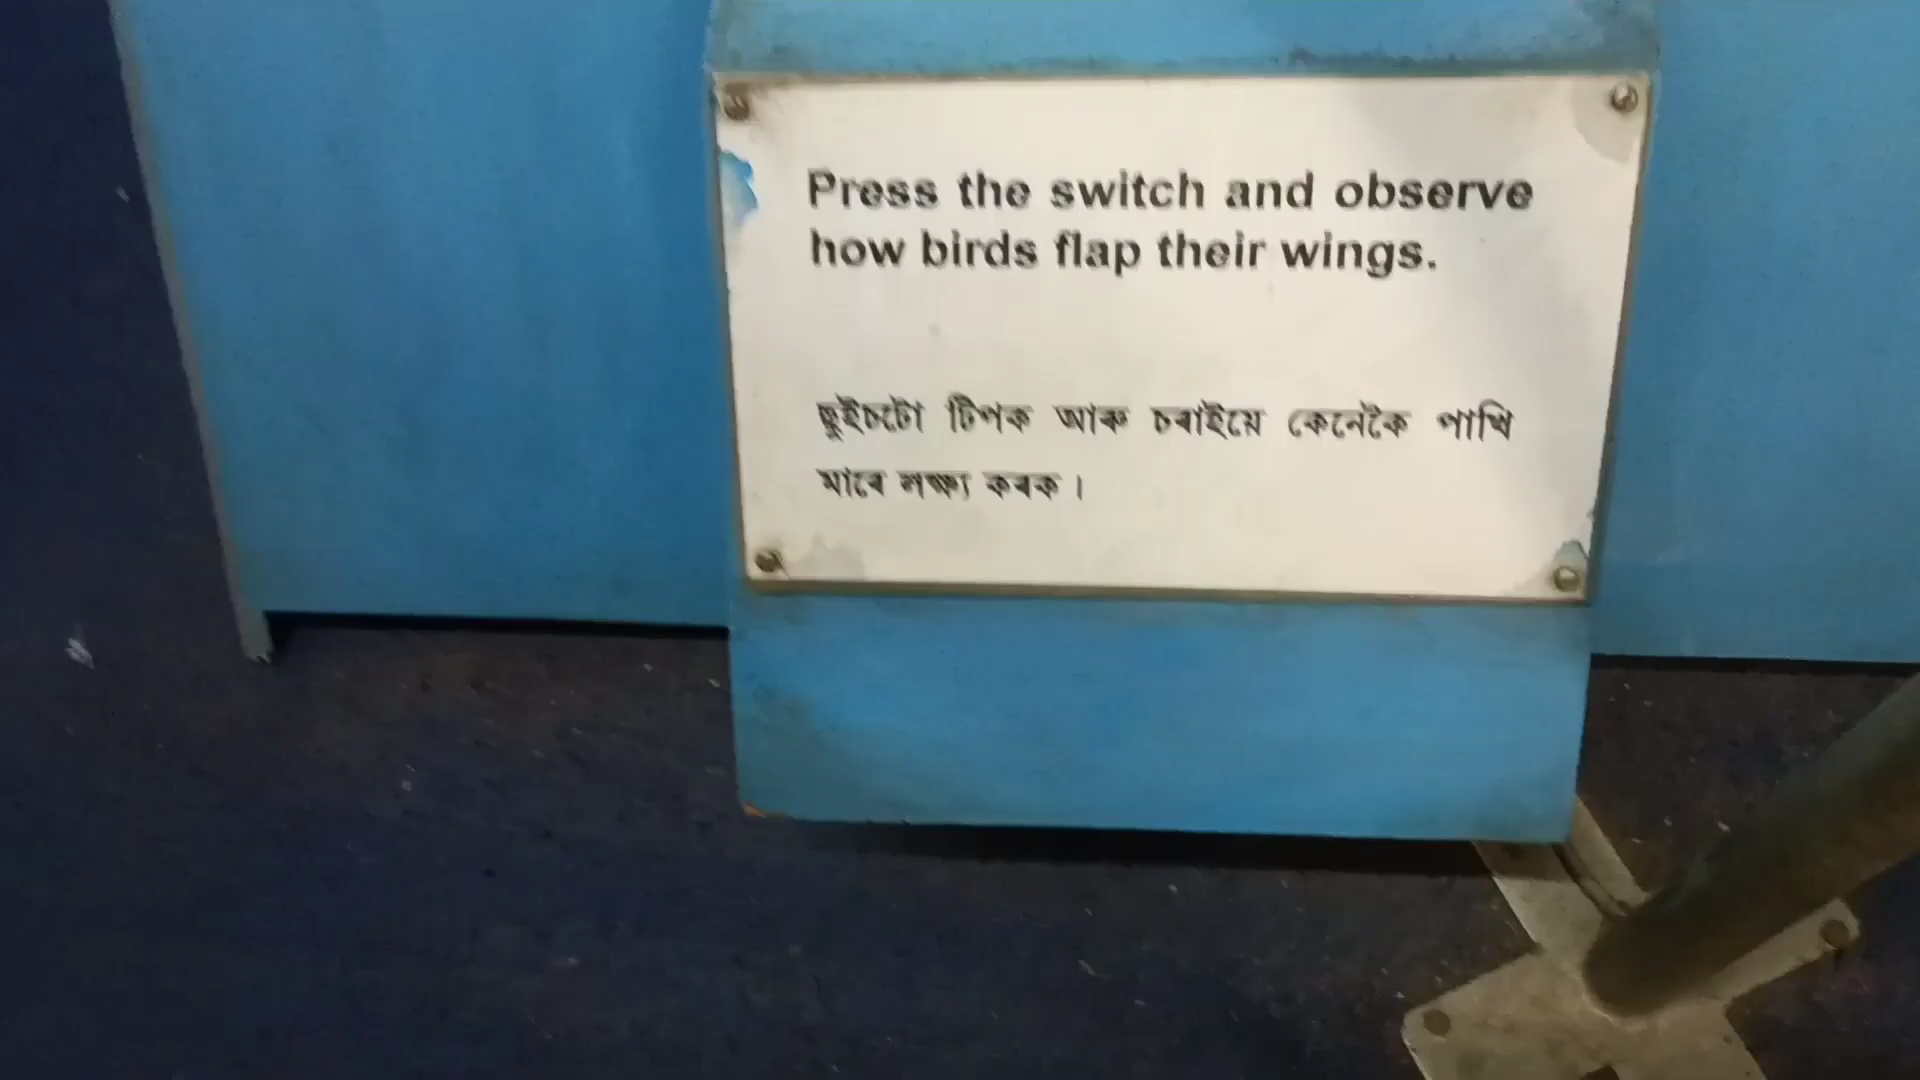 Press the switch and observe
how birds flap their wings.
ছুইচটো টিপক আৰু চৰাইয়ে কেনেকৈ পাখি
মাৰে লক্ষ্য কৰক।